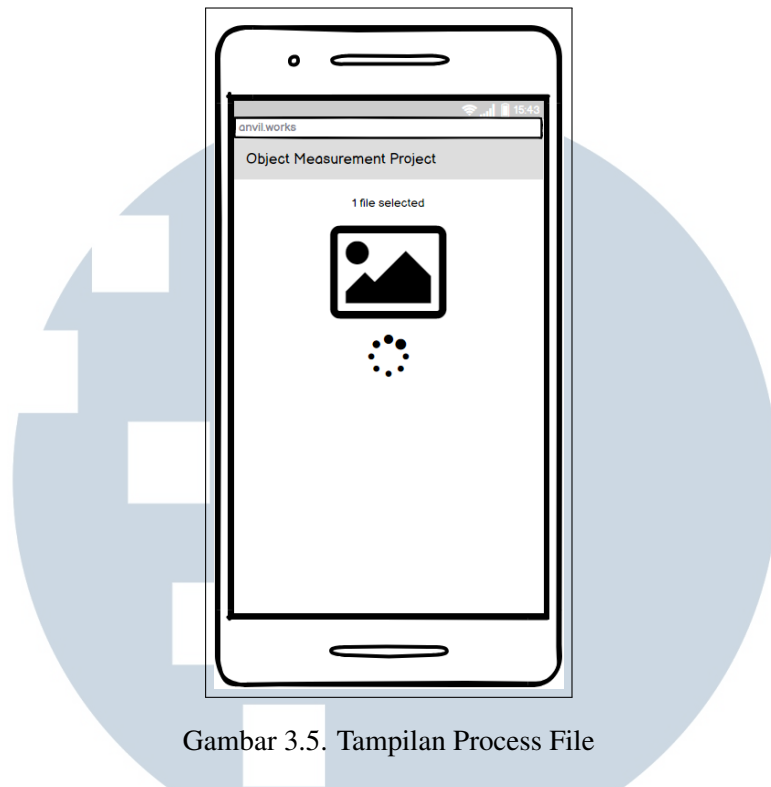 15:43
anvil.works
Object Measurement Project
1 file selected
Gambar 3.5. Tampilan Process File